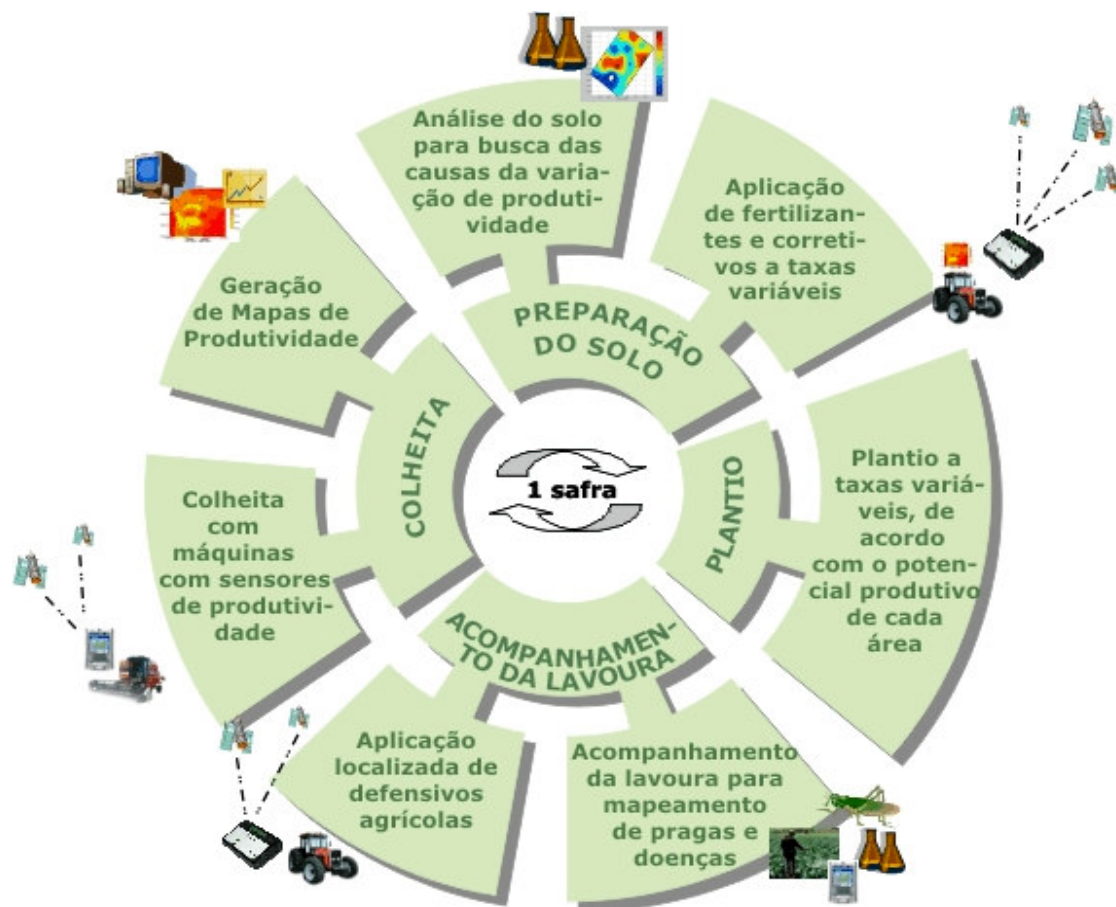 Análise do solo
para busca das
causas da varia-
ção de produti-
vidade
Aplicação
de fertilizan-
tes e correti-
vos a taxas
variáveis
PREPARAÇÃO
DO SOLO
Geração
de Mapas de
Produtividade
COLHEITA
1 safra
PLANTIO
Plantio a
taxas variá-
veis, de
acordo
com o poten-
cial produtivo
de cada
área
Colheita
com
máquinas
com sensores
de produtivi-
dade
ACOMPANHAMEN-
TO DA LAVOURA
Aplicação
localizada de
defensivos
agrícolas
Acompanhamento
da lavoura para
mapeamento
de pragas e
doenças